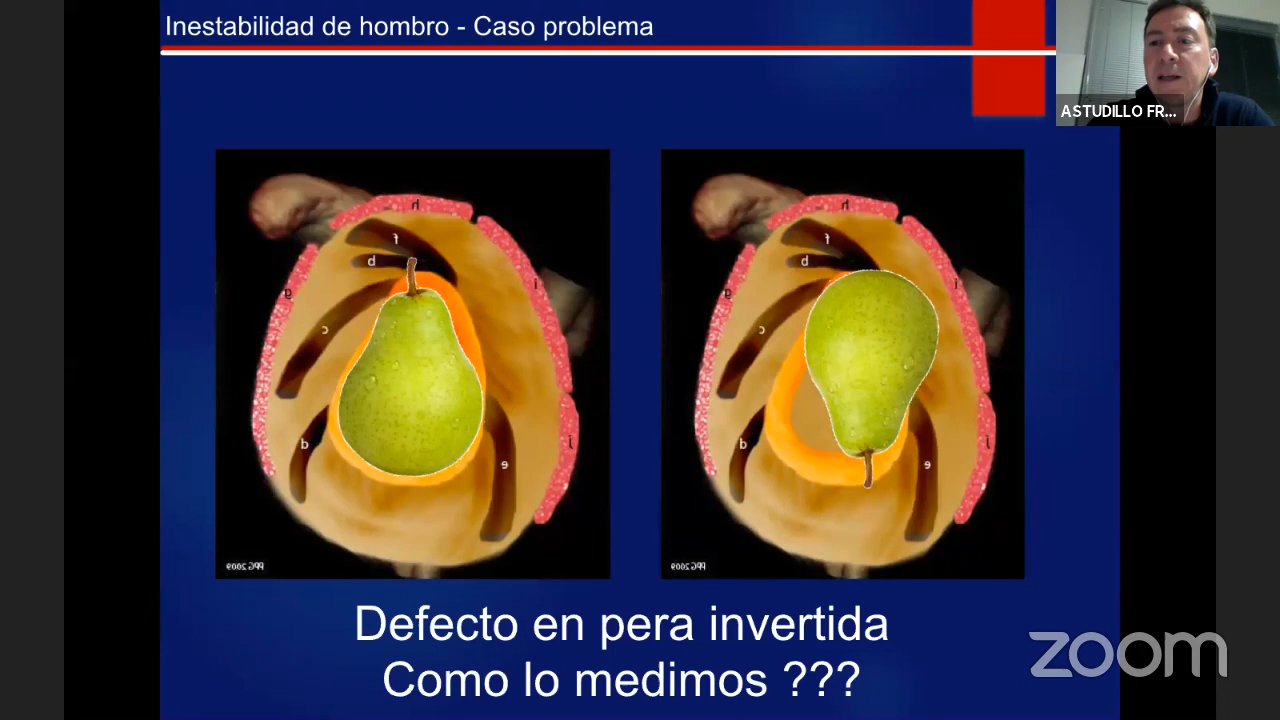 Inestabilidad de hombro - Caso problema
ASTUDILLO FR...
h
f
b
g
c
i
d
j
e
PPG 2009
h
f
b
g
c
i
d
j
e
PPG 2009
Defecto en pera invertida
Como lo medimos ???
zoom